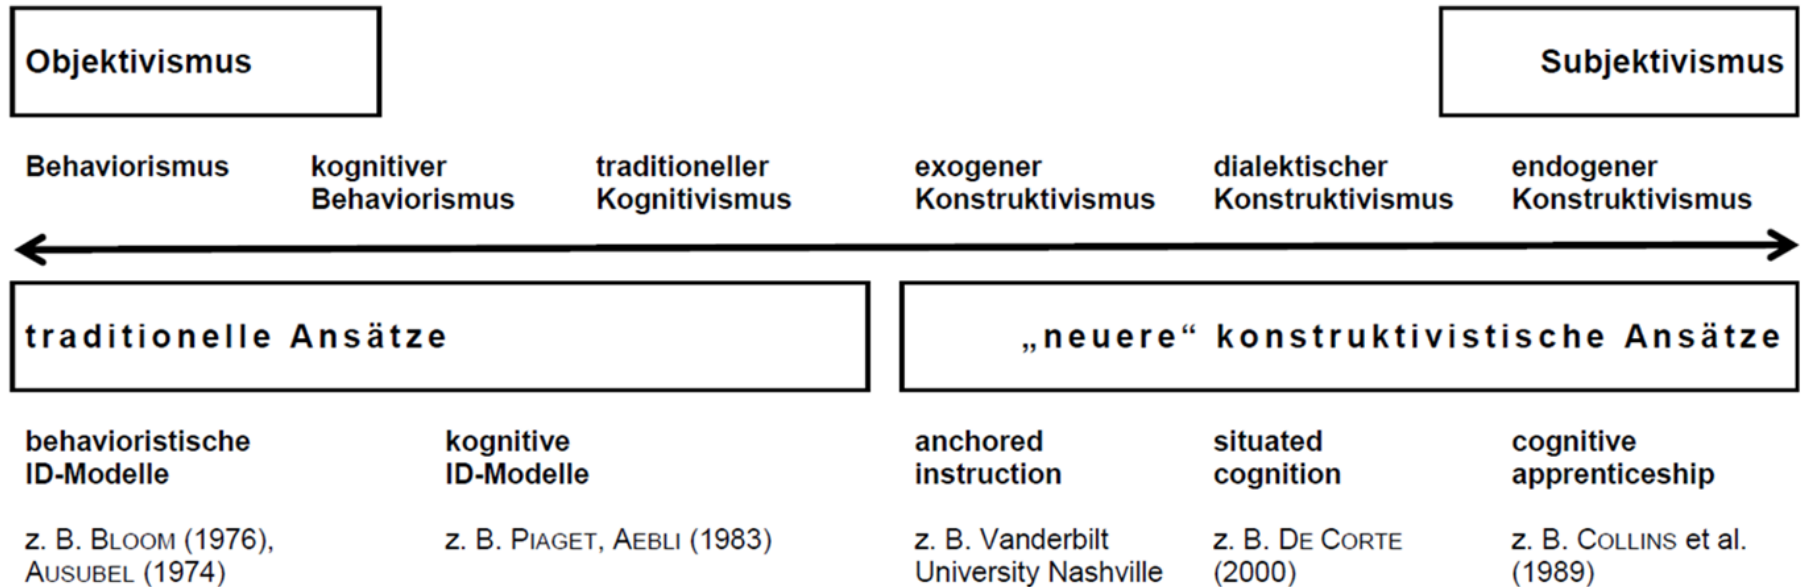 Objektivismus
Subjektivismus
Behaviorismus
kognitiver
Behaviorismus
traditioneller
Kognitivismus
exogener
Konstruktivismus
dialektischer
Konstruktivismus
endogener
Konstruktivismus
traditionelle Ansätze
„neuere“ konstruktivistische Ansätze
behavioristische
ID-Modelle
kognitive
ID-Modelle
anchored
instruction
situated
cognition
cognitive
apprenticeship
z. B. BLOOM (1976),
AUSUBEL (1974)
z. B. PIAGET, AEBLI (1983)
z. B. Vanderbilt
University Nashville
z. B. DE CORTE
(2000)
z. B. COLLINS et al.
(1989)